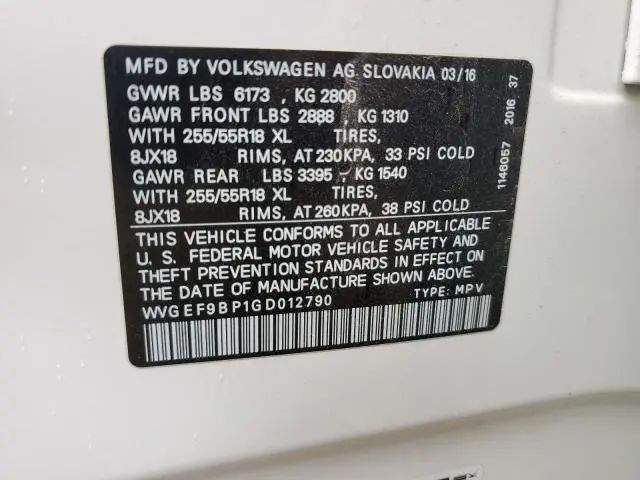 MFD BY VOLKSWAGEN AG SLOVAKIA 03/16
GVWR LBS 6173 , KG 2800
GAWR FRONT LBS 2888 , KG 1310
WITH 255/55R18 XL TIRES,
8JX18 RIMS, AT 230KPA, 33 PSI COLD
GAWR REAR LBS 3395 , KG 1540
WITH 255/55R18 XL TIRES,
8JX18 RIMS, AT 260KPA, 38 PSI COLD
THIS VEHICLE CONFORMS TO ALL APPLICABLE
U. S. FEDERAL MOTOR VEHICLE SAFETY AND
THEFT PREVENTION STANDARDS IN EFFECT ON
THE DATE OF MANUFACTURE SHOWN ABOVE.
WVGEF9BP1GD012790 TYPE: MPV
1146057 2016 37